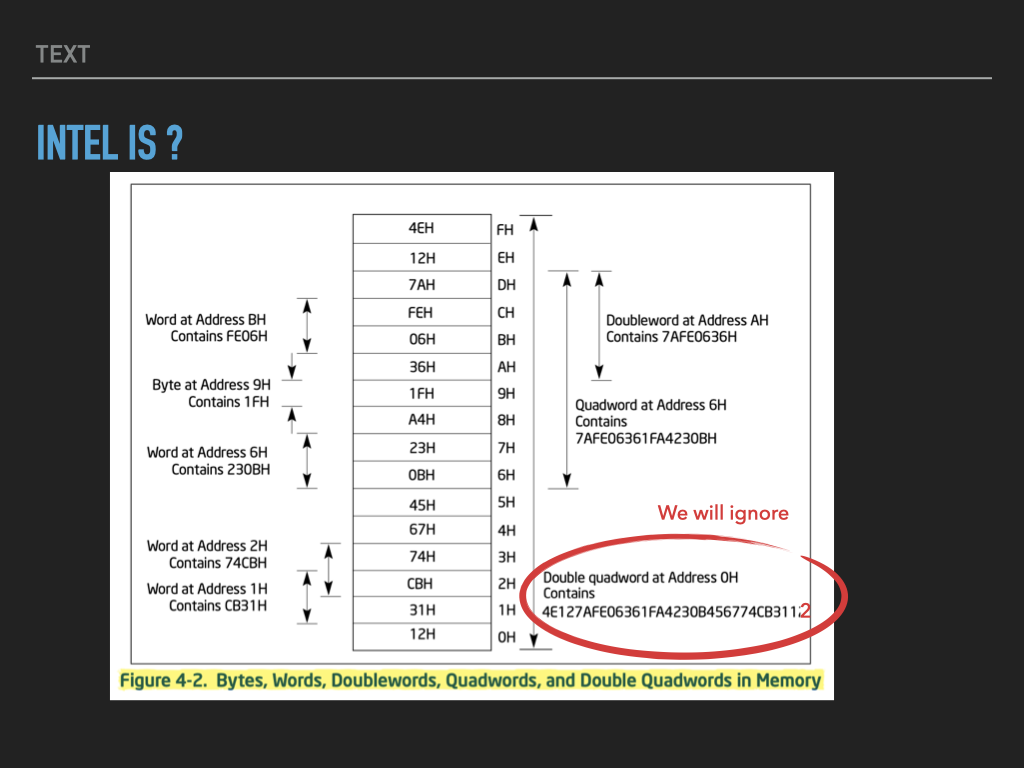 TEXT
INTEL IS ?
4EH FH
12H EH
7AH DH
FEH CH
06H BH
36H AH
1FH 9H
A4H 8H
23H 7H
0BH 6H
45H 5H
67H 4H
74H 3H
CBH 2H
31H 1H
12H 0H
Word at Address BH
Contains FE06H
Byte at Address 9H
Contains 1FH
Word at Address 6H
Contains 230BH
Word at Address 2H
Contains 74CBH
Word at Address 1H
Contains CB31H
Doubleword at Address AH
Contains 7AFE0636H
Quadword at Address 6H
Contains
7AFE06361FA4230BH
We will ignore
Double quadword at Address 0H
Contains
4E127AFE06361FA4230B456774CB3112
Figure 4-2. Bytes, Words, Doublewords, Quadwords, and Double Quadwords in Memory